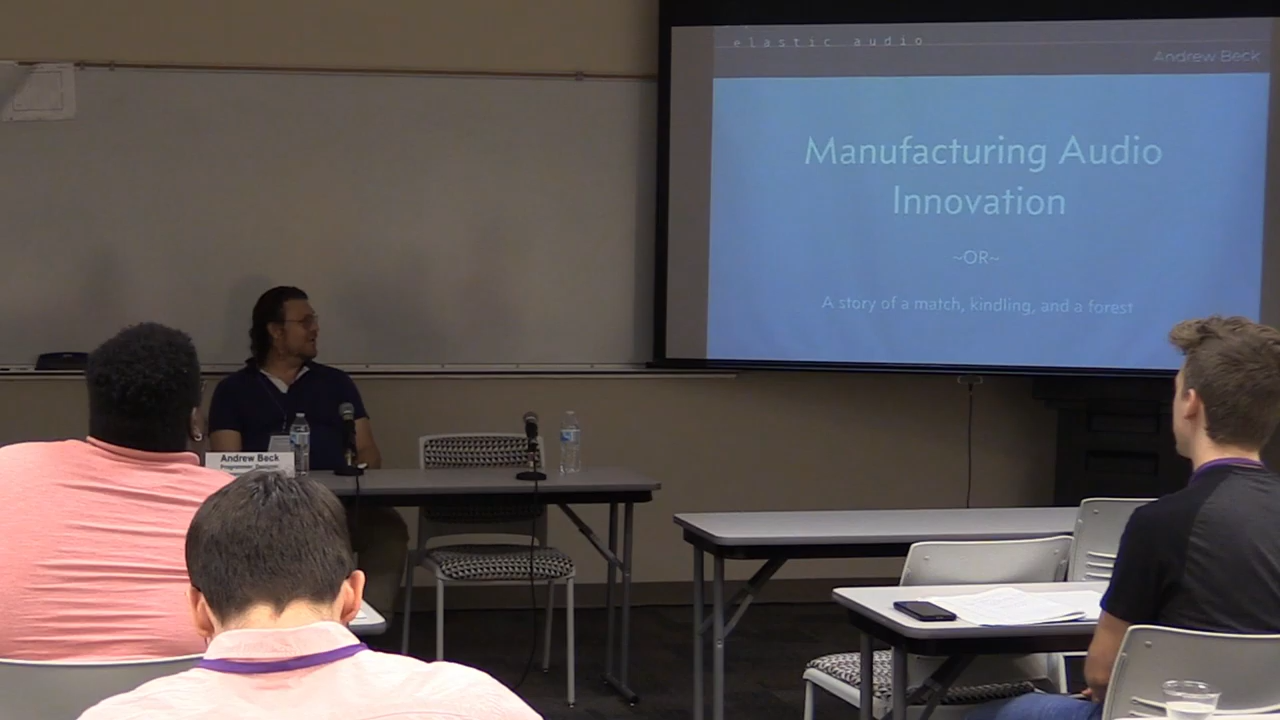 elastic audio
Andrew Beck
Manufacturing Audio
Innovation
~OR~
A story of a match, kindling, and a forest
Andrew Beck